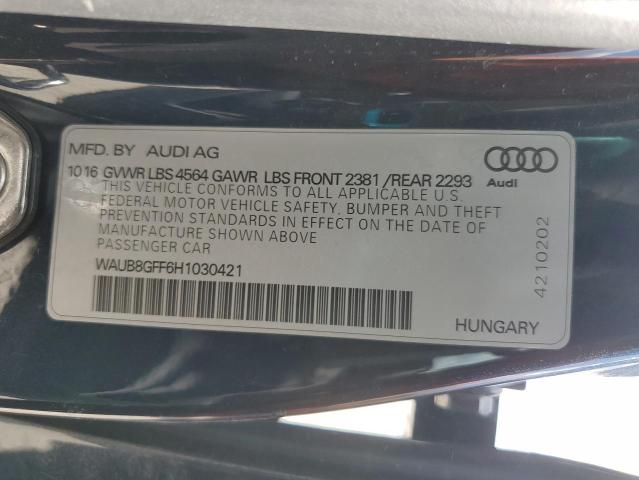 MFD. BY AUDI AG
10 16 GVWR LBS 4564 GAWR LBS FRONT 2381 / REAR 2293
THIS VEHICLE CONFORMS TO ALL APPLICABLE U.S.
FEDERAL MOTOR VEHICLE SAFETY, BUMPER AND THEFT
PREVENTION STANDARDS IN EFFECT ON THE DATE OF
MANUFACTURE SHOWN ABOVE
PASSENGER CAR
WAUB8GFF6H1030421
Audi
4210202
HUNGARY